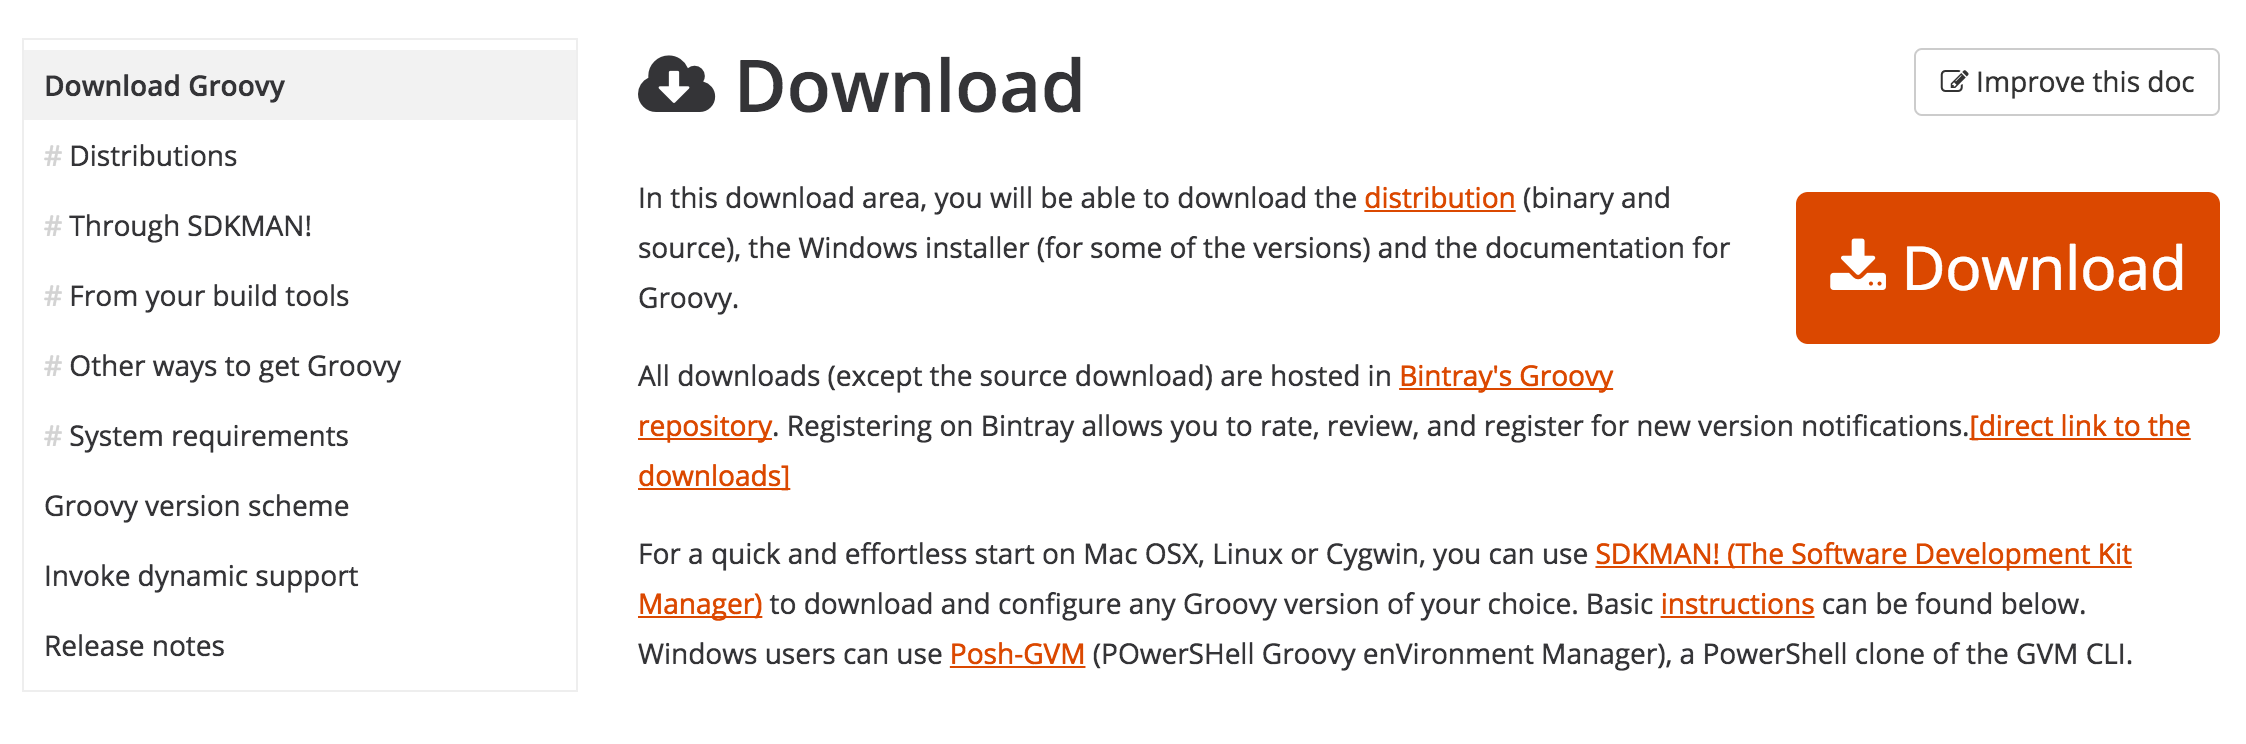 Download Groovy
# Distributions
# Through SDKMAN!
# From your build tools
# Other ways to get Groovy
# System requirements
Groovy version scheme
Invoke dynamic support
Release notes
Download
Improve this doc
In this download area, you will be able to download the distribution (binary and
source), the Windows installer (for some of the versions) and the documentation for
Groovy.
Download
All downloads (except the source download) are hosted in Bintray's Groovy
repository. Registering on Bintray allows you to rate, review, and register for new version notifications.[direct link to the
downloads]
For a quick and effortless start on Mac OSX, Linux or Cygwin, you can use SDKMAN! (The Software Development Kit
Manager) to download and configure any Groovy version of your choice. Basic instructions can be found below.
Windows users can use Posh-GVM (POwerSHell Groovy enVironment Manager), a PowerShell clone of the GVM CLI.